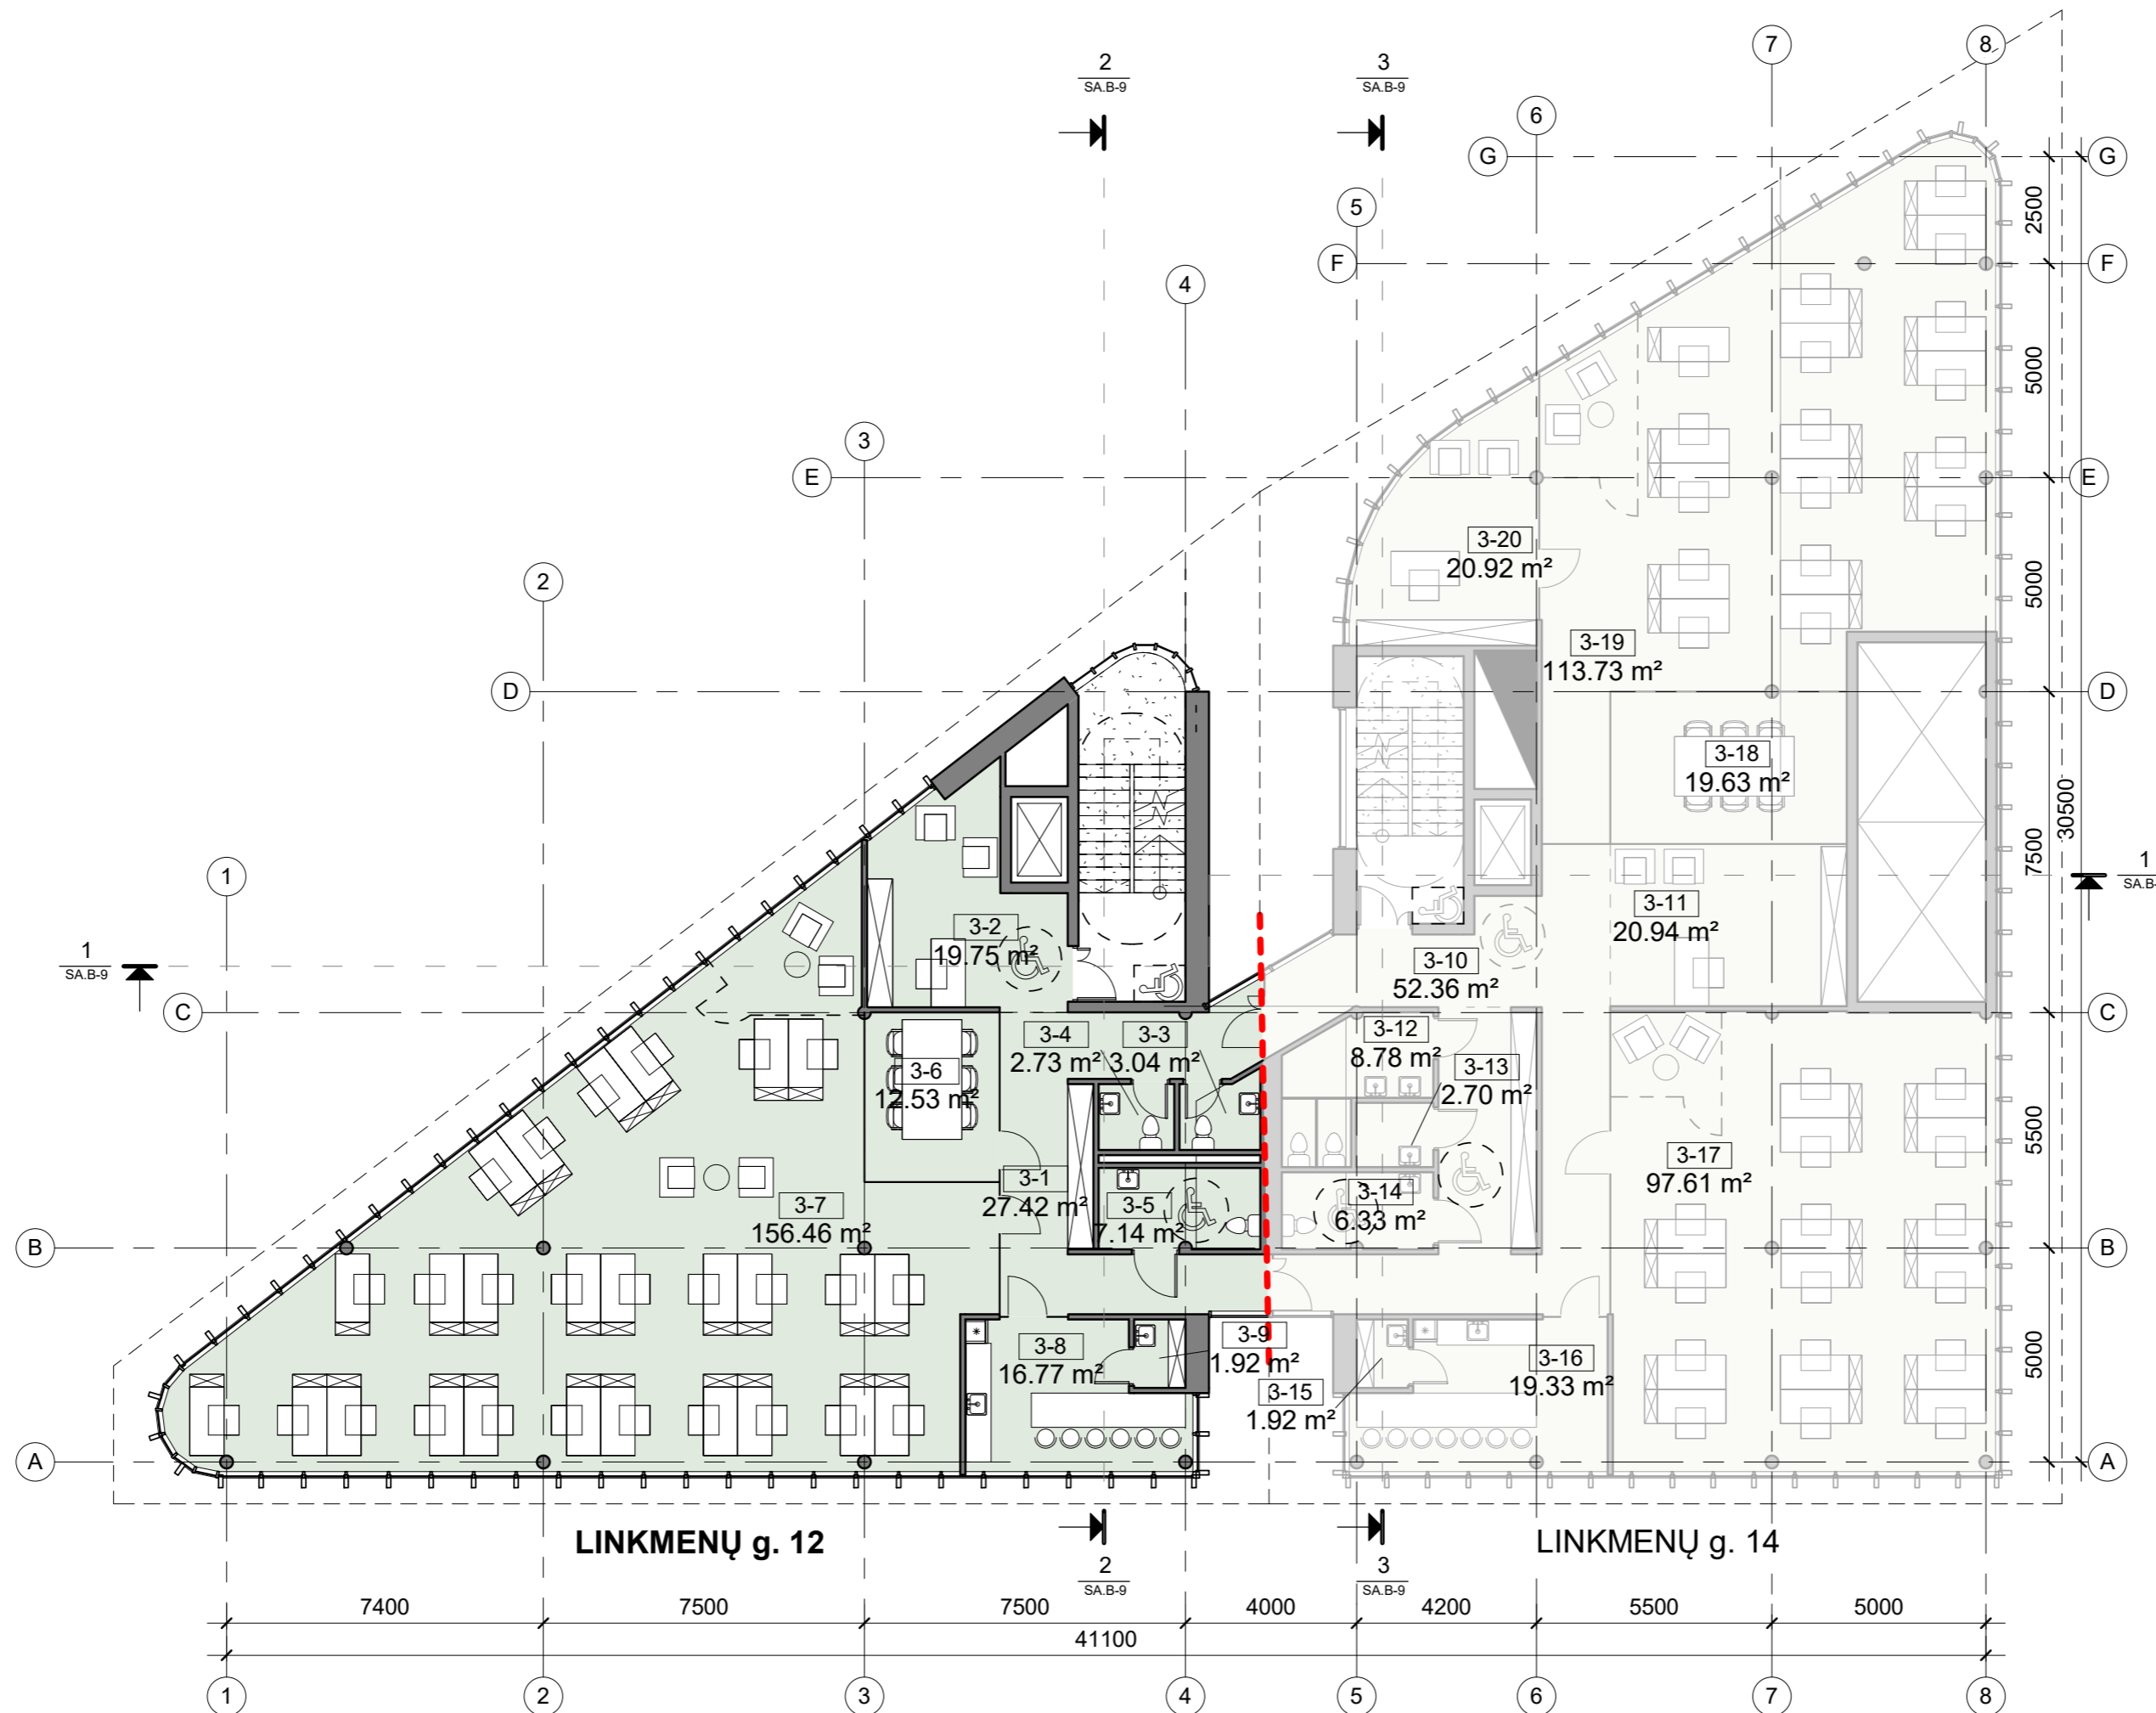 2
SA.B-9
3
SA.B-9
7
8
6
G
G
2500
5
F
F
4
5000
3
E
E
3-20
20.92 m²
2
5000
3-19
113.73 m²
D
D
3-18
19.63 m²
30500
7500
1
1
SA.B-
3-2
19.75 m²
3-11
20.94 m²
1
SA.B-9
3-10
52.36 m²
C
C
3-4
2.73 m²
3-3
3.04 m²
3-12
8.78 m²
3-6
12.53 m²
3-13
2.70 m²
5500
3-17
97.61 m²
3-1
27.42 m²
3-7
156.46 m²
3-5
7.14 m²
3-14
6.33 m²
B
B
3-8
16.77 m²
3-9
1.92 m²
3-16
19.33 m²
5000
3-15
1.92 m²
A
A
LINKMENŲ g. 12
LINKMENŲ g. 14
2
SA.B-9
3
SA.B-9
7400
7500
7500
4000
4200
5500
5000
41100
1
2
3
4
5
6
7
8